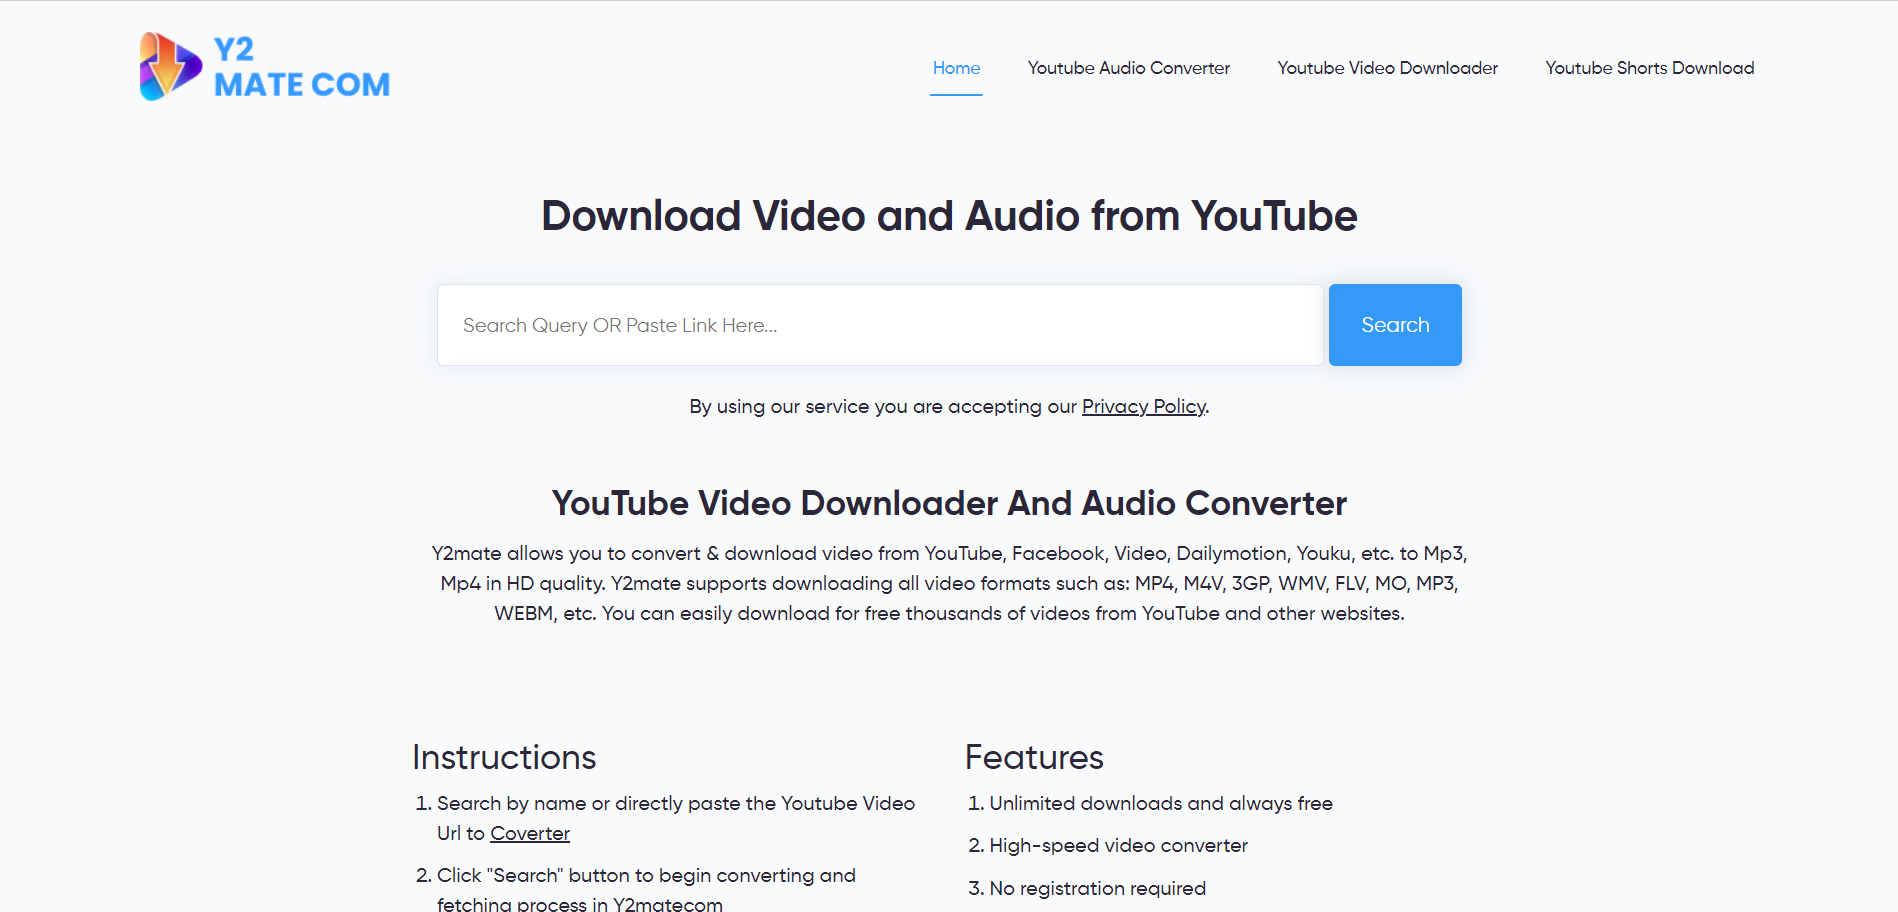 Y2
MATE COM
Home
Youtube Audio Converter
Youtube Video Downloader
Youtube Shorts Download
Download Video and Audio from YouTube
Search Query OR Paste Link Here...
Search
By using our service you are accepting our Privacy Policy.
YouTube Video Downloader And Audio Converter
Y2mate allows you to convert & download video from YouTube, Facebook, Video, Dailymotion, Youku, etc. to Mp3,
Mp4 in HD quality. Y2mate supports downloading all video formats such as: MP4, M4V, 3GP, WMV, FLV, MO, MP3,
WEBM, etc. You can easily download for free thousands of videos from YouTube and other websites.
Instructions
1. Search by name or directly paste the Youtube Video
Url to Coverter
2. Click "Search" button to begin converting and
fetching process in Y2matecom
Features
1. Unlimited downloads and always free
2. High-speed video converter
3. No registration required